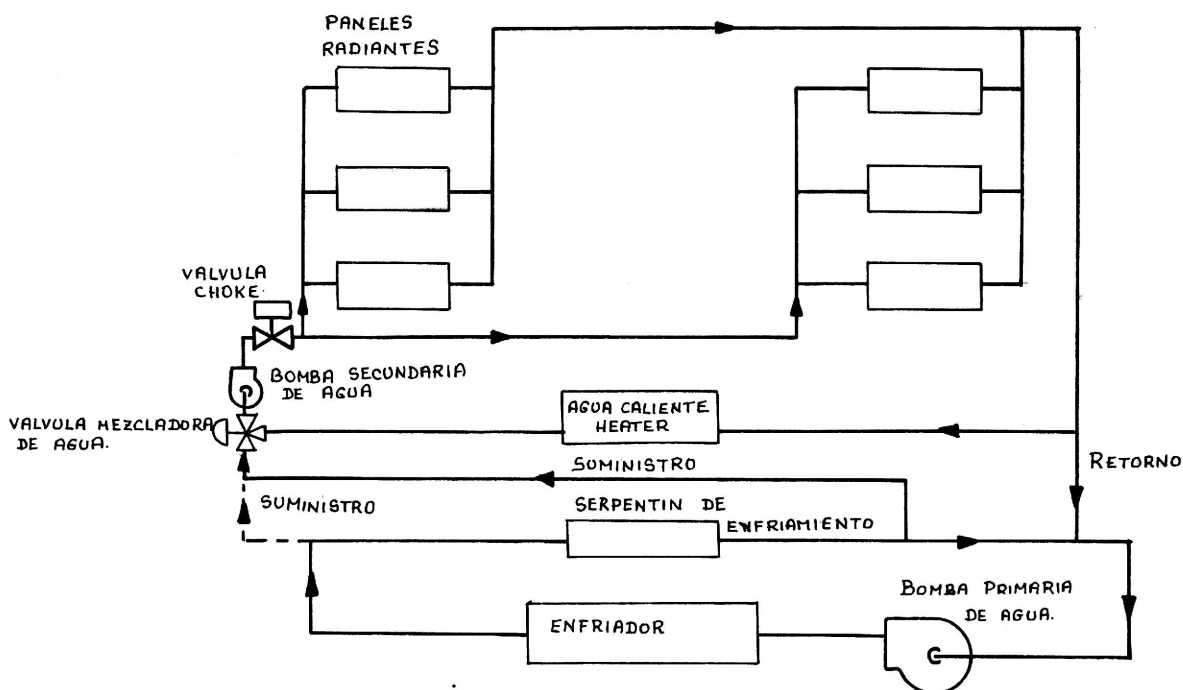 PANELES
RADIANTES
VALVULA
CHOKE.
BOMBA SECUNDARIA
DE AGUA
VALVULA MEZCLADORA
DE AGUA.
AGUA CALIENTE
HEATER
SUMINISTRO
RETORNO
SUMINISTRO
SERPENTIN DE
ENFRIAMIENTO
BOMBA PRIMARIA
DE AGUA.
ENFRIADOR